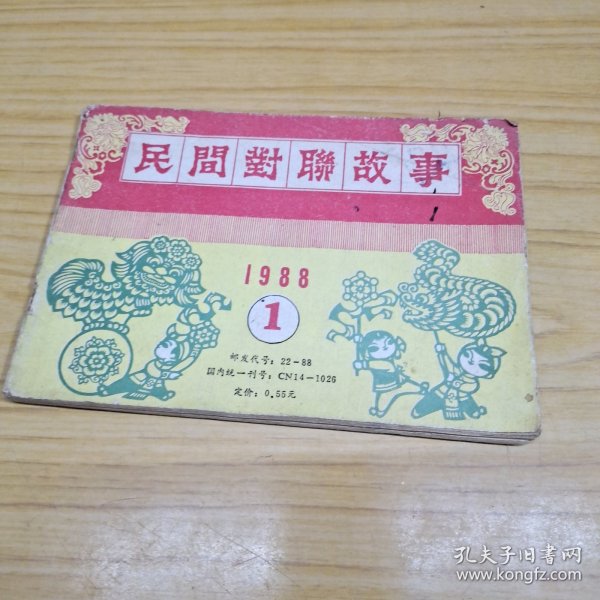 民間對聯故事
1988
1
邮发代号：22-88
国内统一刊号：CN14-1026
定价：0.55元
孔夫子旧书网
www.kongfz.com